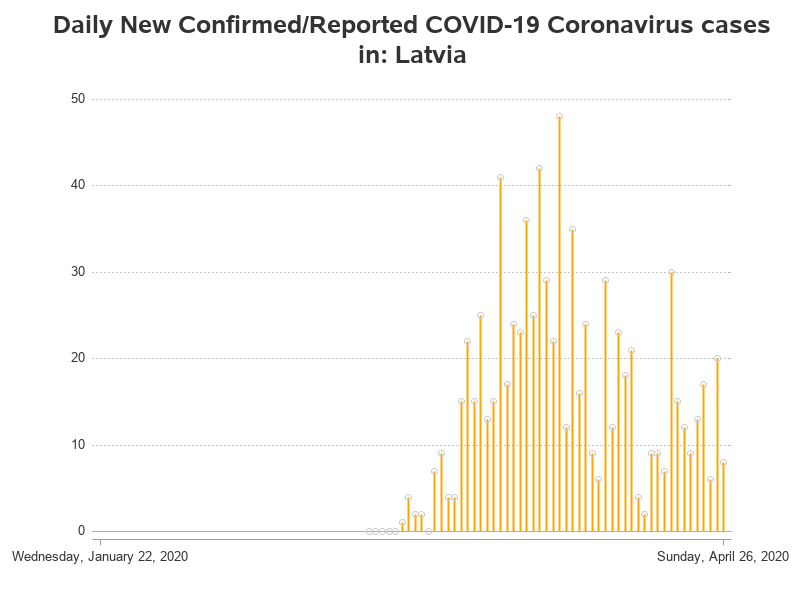 Daily New Confirmed/Reported COVID-19 Coronavirus cases
in: Latvia
50
40
30
20
10
0
Wednesday, January 22, 2020
Sunday, April 26, 2020